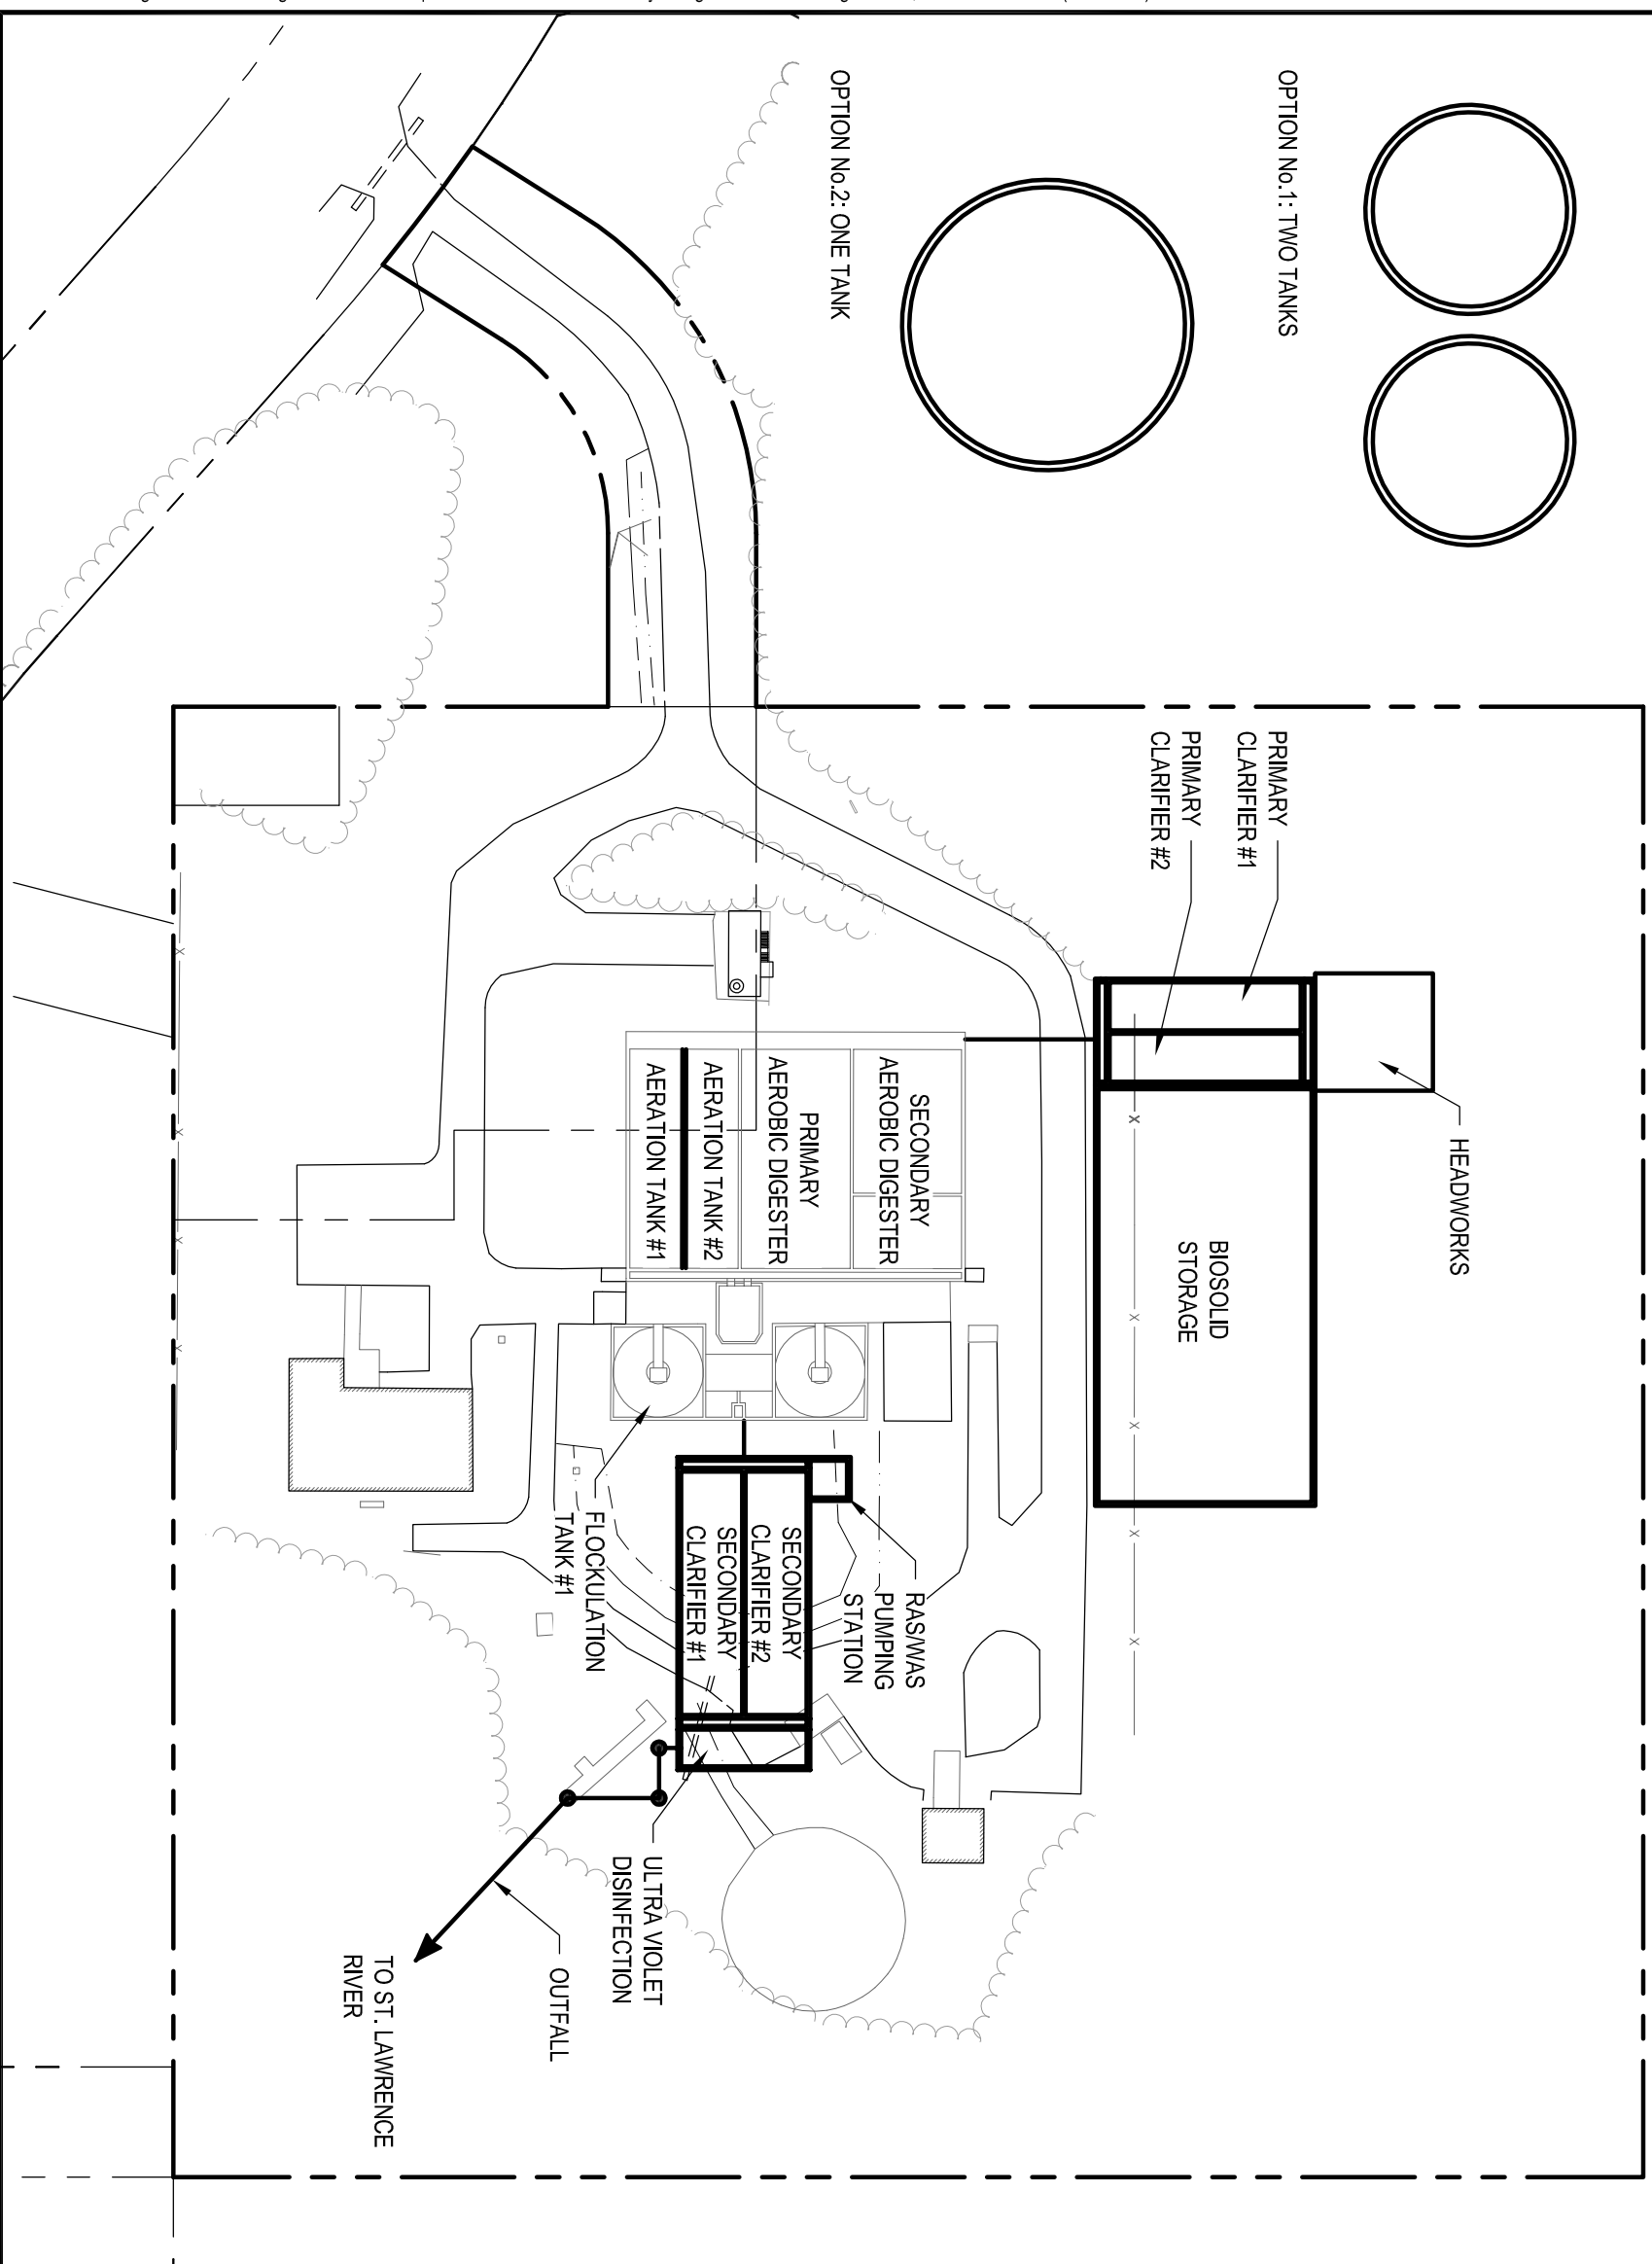 OPTION No.1: TWO TANKS
OPTION No.2: ONE TANK
PRIMARY
CLARIFIER #1
PRIMARY
CLARIFIER #2
HEADWORKS
BIOSOLID
STORAGE
SECONDARY
AEROBIC DIGESTER
PRIMARY
AEROBIC DIGESTER
AERATION TANK #2
AERATION TANK #1
RAS/WAS
PUMPING
STATION
SECONDARY
CLARIFIER #2
SECONDARY
CLARIFIER #1
FLOCKULATION
TANK #1
ULTRA VIOLET
DISINFECTION
OUTFALL
TO ST. LAWRENCE
RIVER
X
X
X
X
X
X
X
X
X
X